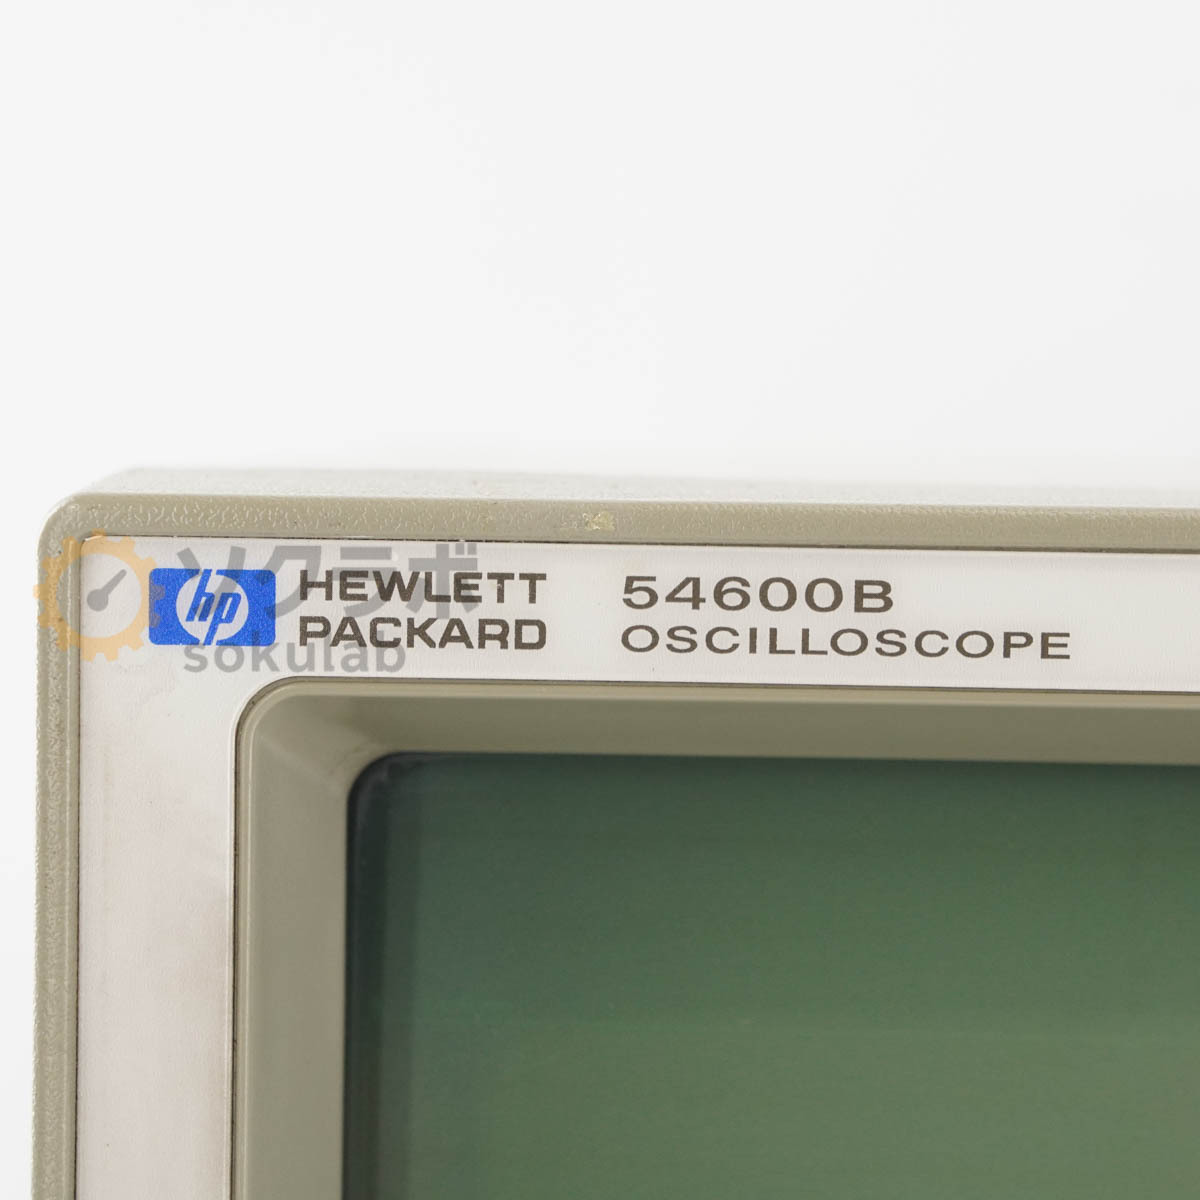 ソクラボ
sokulab
hp
HEWLETT
PACKARD
54600B
OSCILLOSCOPE